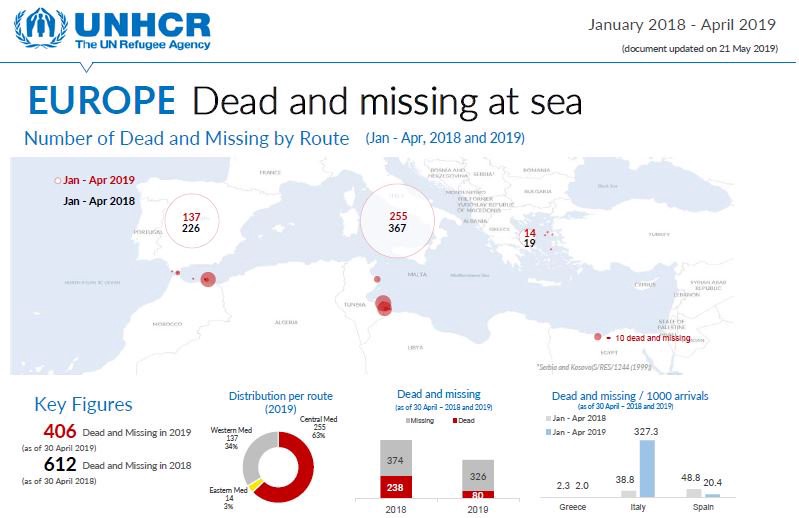 UNHCR
The UN Refugee Agency
January 2018 - April 2019
(document updated on 21 May 2019)
EUROPE Dead and missing at sea
Number of Dead and Missing by Route (Jan - Apr, 2018 and 2019)
Jan - Apr 2019
Jan - Apr 2018
137
226
255
367
14
19
FRANCE
PORTUGAL
BOSNIA AND
HERZEGOVINA
SERBIA*
ROMANIA
MONTENEGRO
THE FORMER
YUGOSLAV REPUBLIC
OF MACEDONIA
BULGARIA
ALBANIA
GREECE
Black Sea
TURKEY
MALTA
Mediterranean Sea
CYPRUS
SYRIAN ARAB
REPUBLIC
LEBANON
STATE OF
PALESTINE
TUNISIA
MOROCCO
ALGERIA
LIBYA
EGYPT
10 dead and missing
*Serbia and Kosovo(S/RES/1244 (1999)
Key Figures
406 Dead and Missing in 2019
(as of 30 April 2019)
612 Dead and Missing in 2018
(as of 30 April 2018)
Distribution per route
(2019)
Central Med
255
63%
Western Med
137
34%
Eastern Med
14
3%
Dead and missing
(as of 30 April - 2018 and 2019)
Missing Dead
374
238
326
80
2018 2019
Dead and missing / 1000 arrivals
(as of 30 April - 2018 and 2019)
Jan - Apr 2018
Jan - Apr 2019
2.3 2.0
38.8 327.3
48.8 20.4
Greece Italy Spain